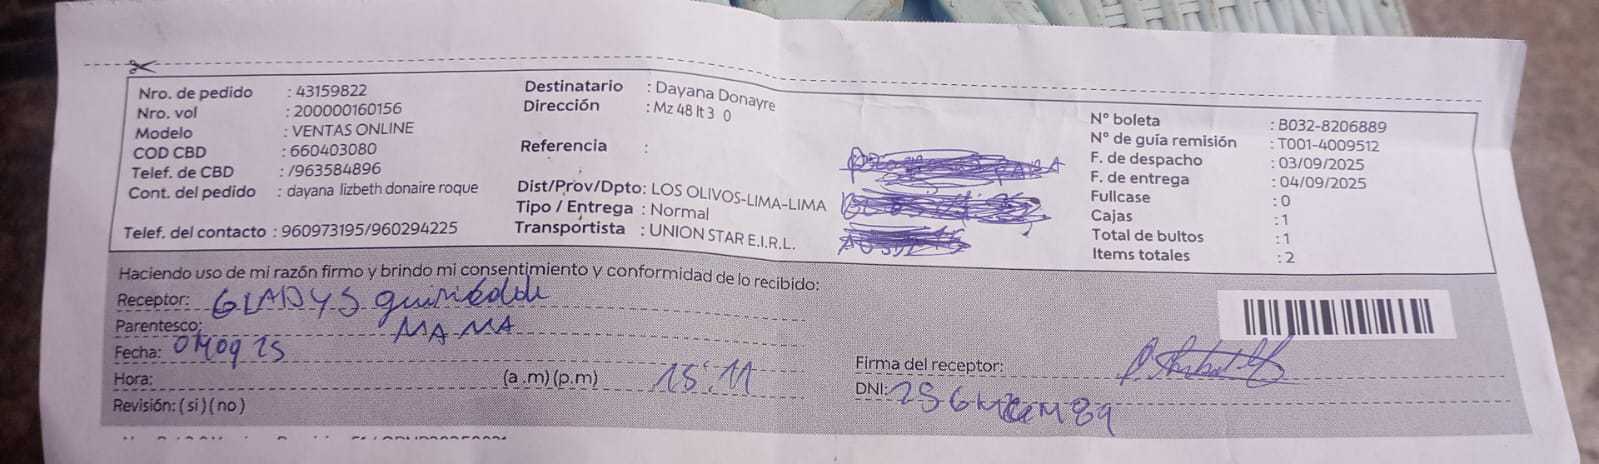 Nro. de pedido : 43159822
Nro. vol : 200000160156
Modelo : VENTAS ONLINE
COD CBD : 660403080
Telef. de CBD : /963584896
Cont. del pedido : dayana lizbeth donaire roque
Telef. del contacto : 960973195/960294225
Destinatario : Dayana Donayre
Dirección : Mz 48 lt 3 0
Referencia :
Dist/Prov/Dpto: LOS OLIVOS-LIMA-LIMA
Tipo / Entrega : Normal
Transportista : UNION STAR E.I.R.L.
N° boleta : B032-8206889
N° de guía remisión : T001-4009512
F. de despacho : 03/09/2025
F. de entrega : 04/09/2025
Fullcase : 0
Cajas : 1
Total de bultos : 1
Items totales : 2
Haciendo uso de mi razón firmo y brindo mi consentimiento y conformidad de lo recibido:
Receptor: GLADYS
Parentesco: MAMA
Fecha:
Hora: (a .m) (p.m) 15:11
Revisión: ( si ) ( no )
Firma del receptor:
DNI: